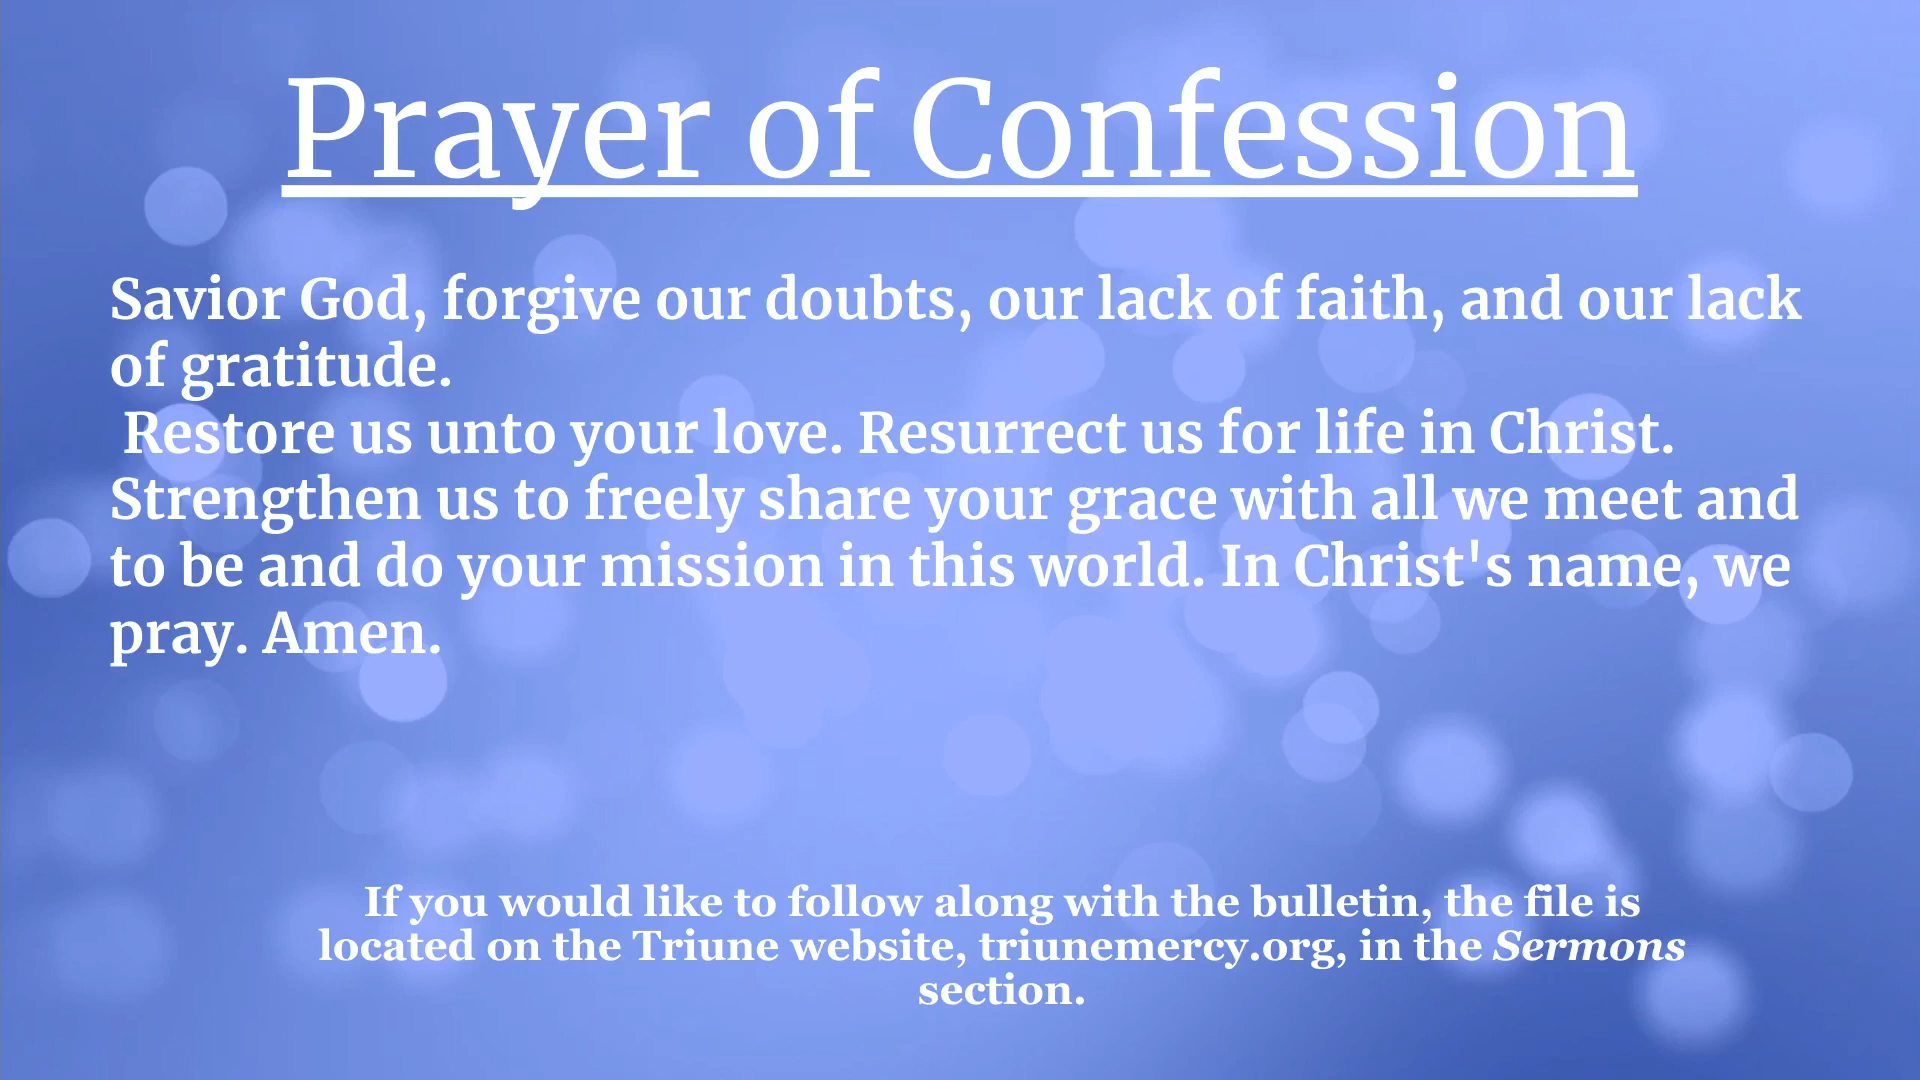 Prayer of Confession
Savior God, forgive our doubts, our lack of faith, and our lack
of gratitude.
Restore us unto your love. Resurrect us for life in Christ.
Strengthen us to freely share your grace with all we meet and
to be and do your mission in this world. In Christ's name, we
pray. Amen.
If you would like to follow along with the bulletin, the file is
located on the Triune website, triunemercy.org, in the Sermons
section.